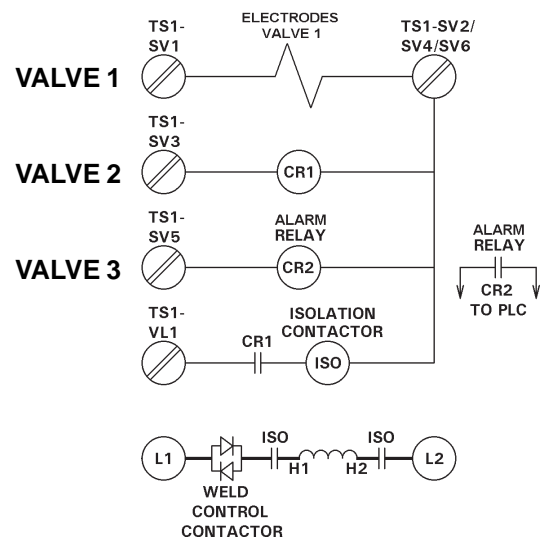 ELECTRODES
VALVE 1
TS1-
SV1
TS1-SV2/
SV4/SV6
VALVE 1
TS1-
SV3
VALVE 2
CR1
TS1-
SV5
ALARM
RELAY
VALVE 3
CR2
ALARM
RELAY
CR2
TO PLC
TS1-
VL1
ISOLATION
CONTACTOR
CR1
ISO
L1
ISO
H1
H2
ISO
L2
WELD
CONTROL
CONTACTOR